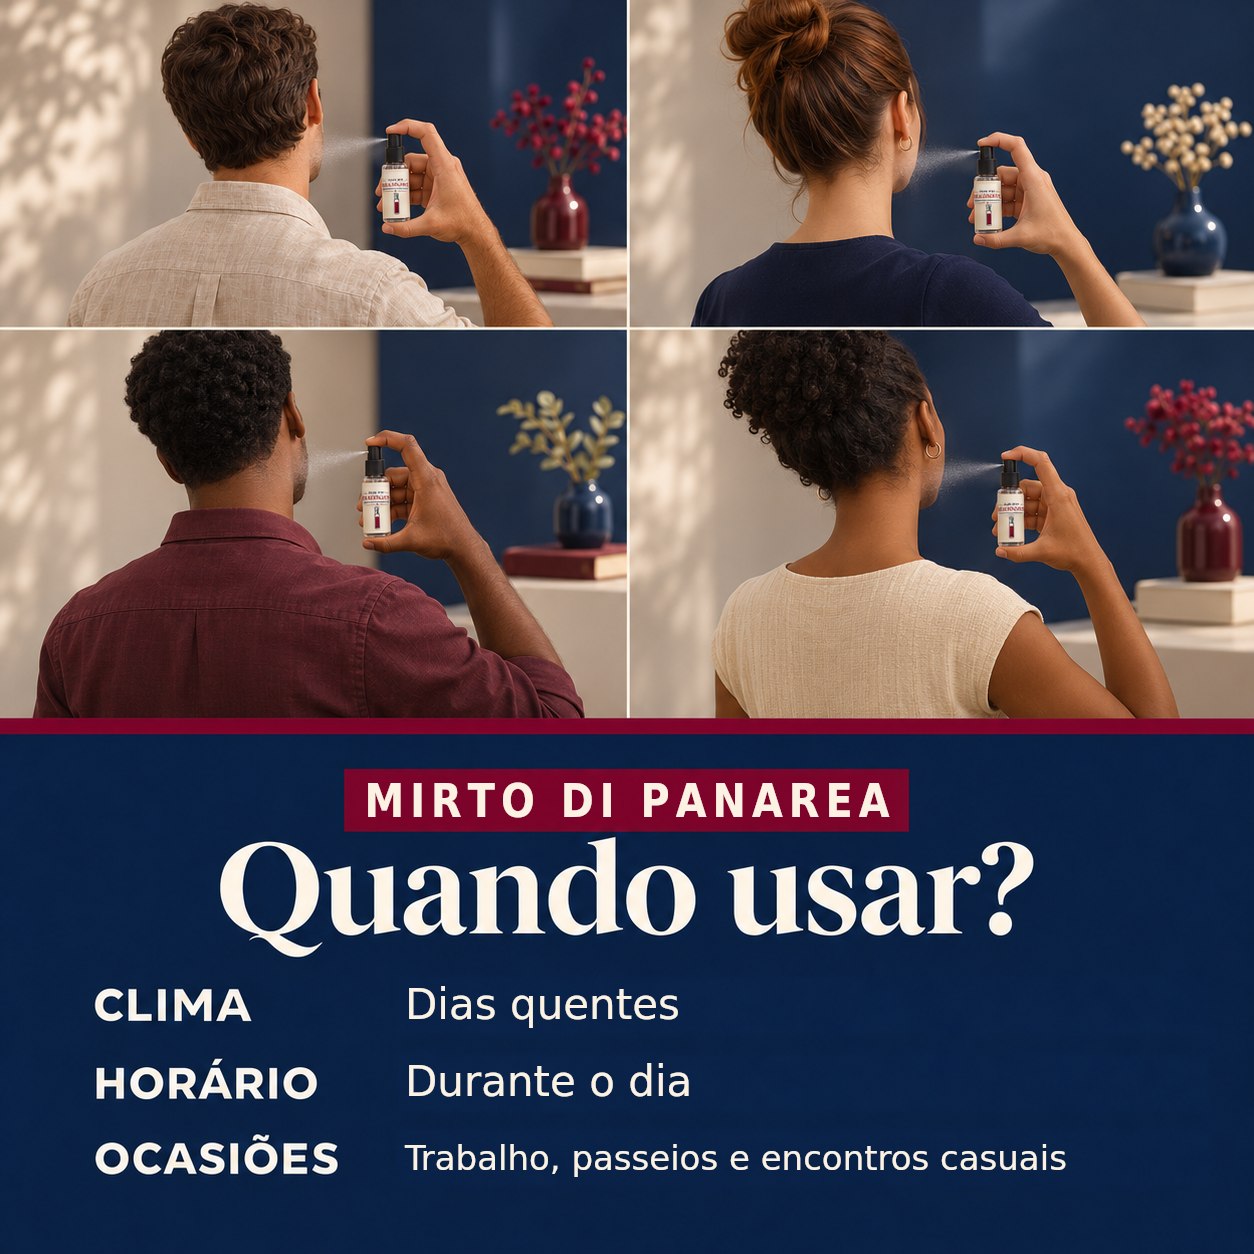 MIRTO DI PANAREA
Quando usar?
CLIMA Dias quentes
HORÁRIO Durante o dia
OCASIÕES Trabalho, passeios e encontros casuais